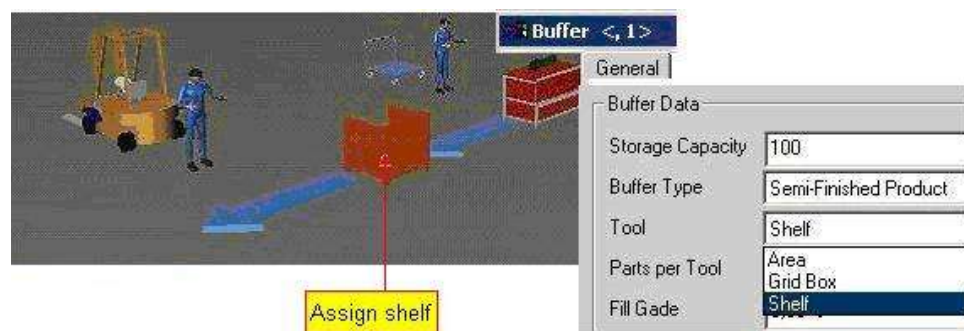 Buffer <, 1>
General
Buffer Data
Storage Capacity 100
Buffer Type Semi-Finished Product
Tool Shelf
Parts per Tool
Area
Grid Box
Shelf
Fill Gade
Assign shelf